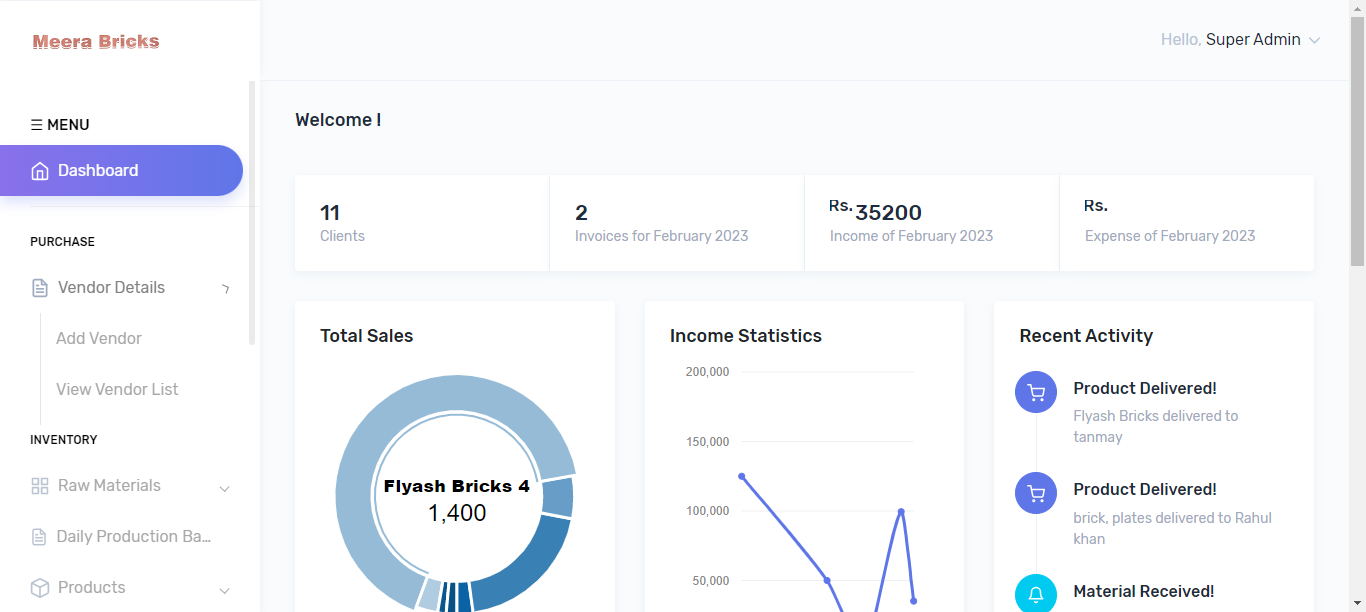 Meera Bricks
Hello, Super Admin
☰ MENU
Dashboard
PURCHASE
Vendor Details
Add Vendor
View Vendor List
INVENTORY
Raw Materials
Daily Production Ba...
Products
Welcome !
11
Clients
2
Invoices for February 2023
Rs. 35200
Income of February 2023
Rs.
Expense of February 2023
Total Sales
Flyash Bricks 4
1,400
Income Statistics
200,000
150,000
100,000
50,000
Recent Activity
Product Delivered!
Flyash Bricks delivered to
tanmay
Product Delivered!
brick, plates delivered to Rahul
khan
Material Received!